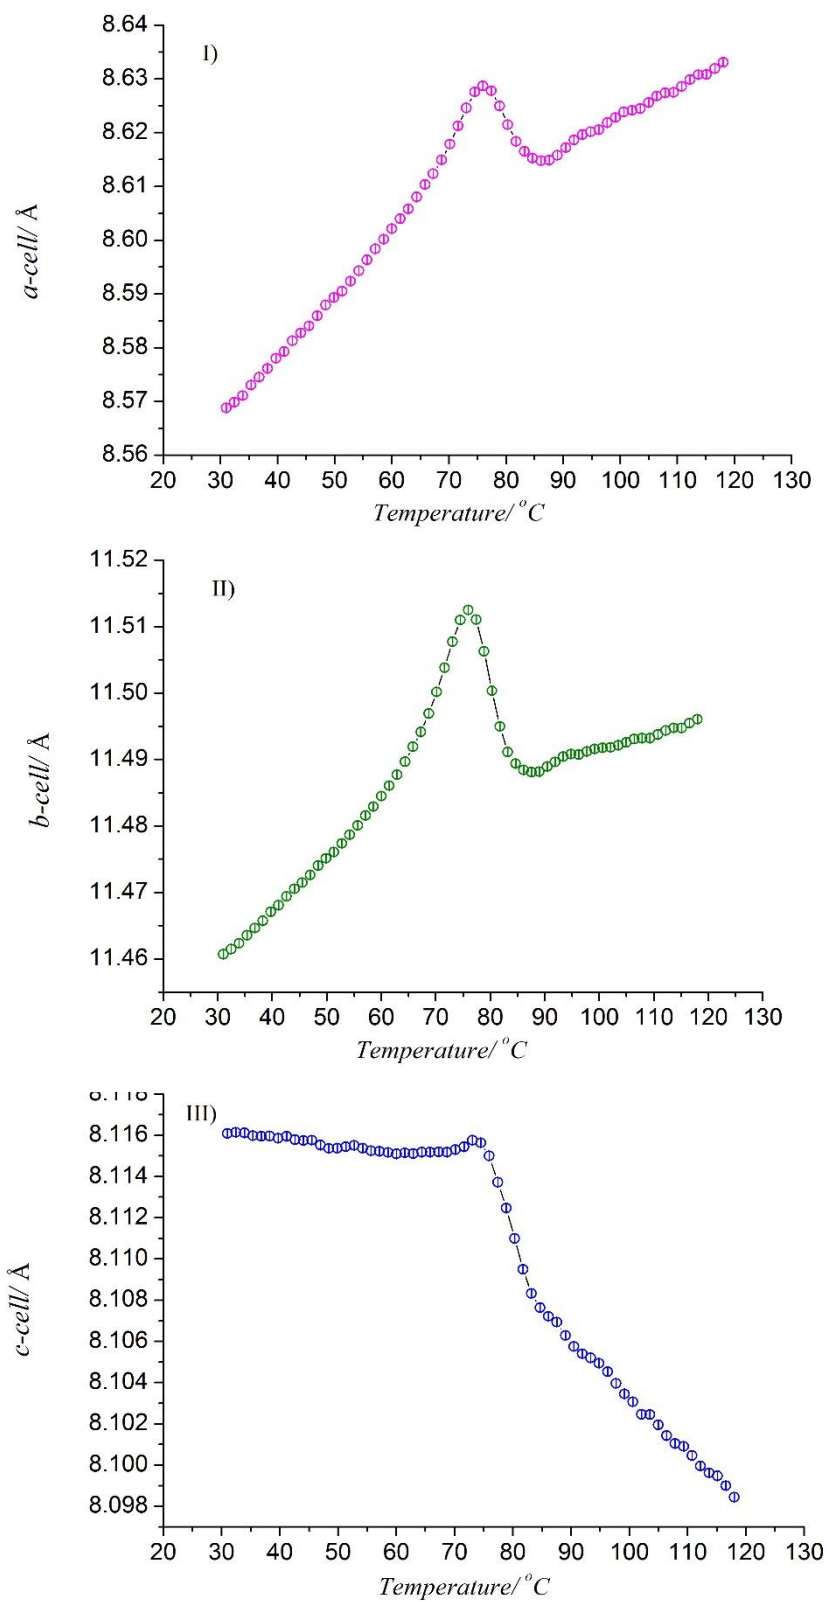 I)
8.64
8.63
8.62
8.61
8.60
8.59
8.58
8.57
8.56
a-cell/ Å
20 30 40 50 60 70 80 90 100 110 120 130
Temperature/ °C
II)
11.52
11.51
11.50
11.49
11.48
11.47
11.46
b-cell/ Å
20 30 40 50 60 70 80 90 100 110 120 130
Temperature/ °C
III)
8.118
8.116
8.114
8.112
8.110
8.108
8.106
8.104
8.102
8.100
8.098
c-cell/ Å
20 30 40 50 60 70 80 90 100 110 120 130
Temperature/ °C